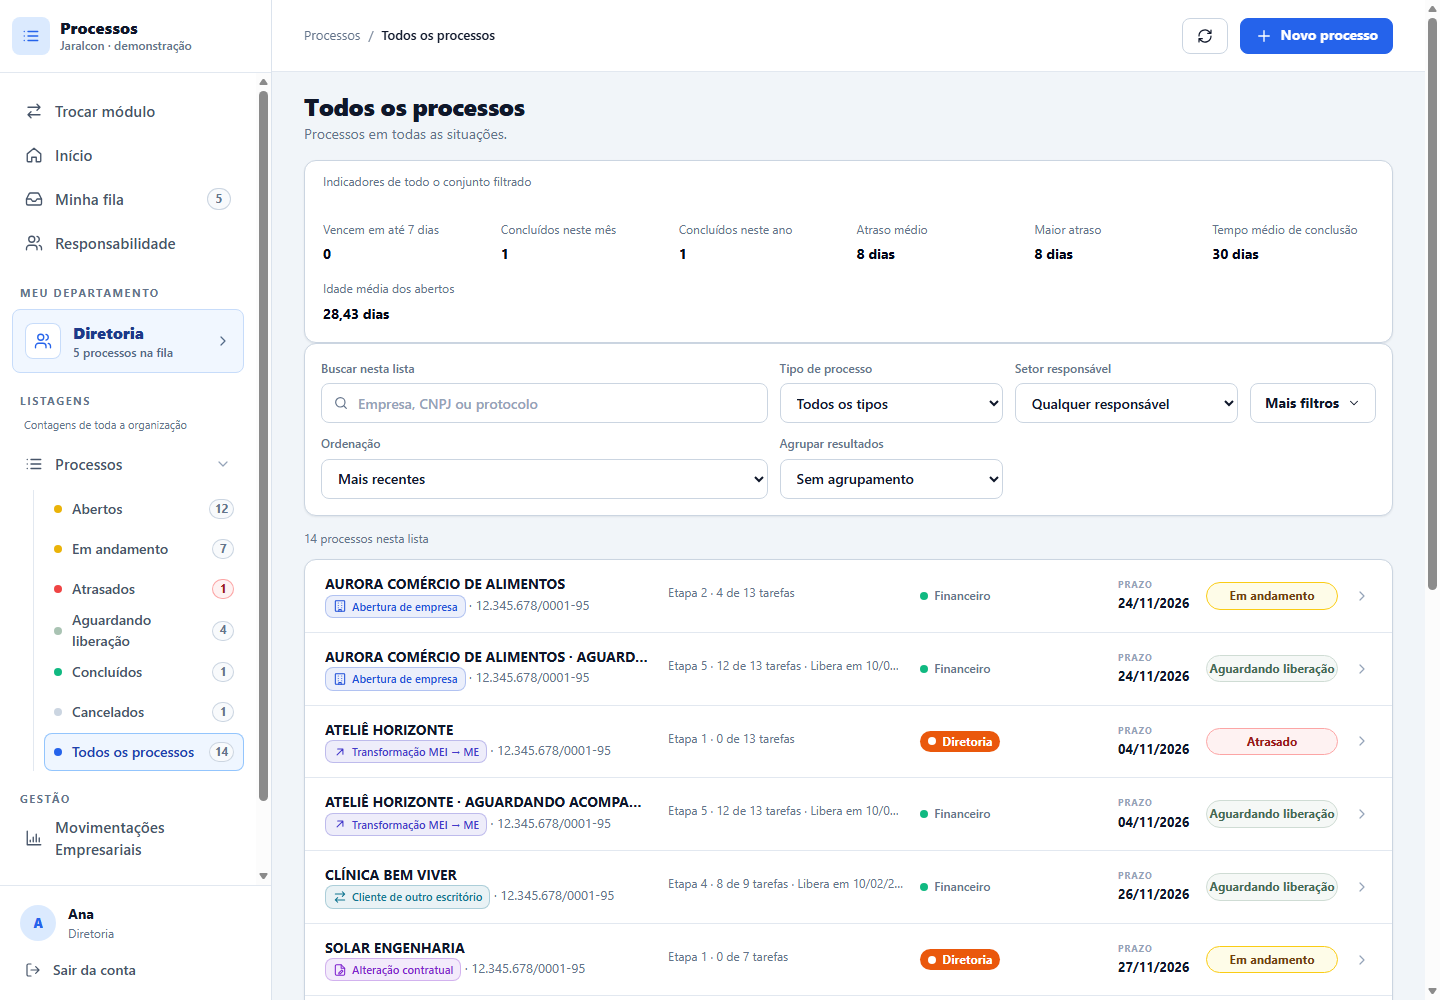 Processos
Jaralcon · demonstração
Trocar módulo
Início
Minha fila 5
Responsabilidade
MEU DEPARTAMENTO
Diretoria
5 processos na fila
LISTAGENS
Contagens de toda a organização
Processos
Abertos 12
Em andamento 7
Atrasados 1
Aguardando
liberação 4
Concluídos 1
Cancelados 1
Todos os processos 14
GESTÃO
Movimentações
Empresariais
A
Ana
Diretoria
Sair da conta
Processos / Todos os processos
Novo processo
Todos os processos
Processos em todas as situações.
Indicadores de todo o conjunto filtrado
Vencem em até 7 dias Concluídos neste mês Concluídos neste ano Atraso médio Maior atraso Tempo médio de conclusão
0 1 1 8 dias 8 dias 30 dias
Idade média dos abertos
28,43 dias
Buscar nesta lista Tipo de processo Setor responsável
Empresa, CNPJ ou protocolo Todos os tipos Qualquer responsável Mais filtros
Ordenação Agrupar resultados
Mais recentes Sem agrupamento
14 processos nesta lista
AURORA COMÉRCIO DE ALIMENTOS
Abertura de empresa · 12.345.678/0001-95
Etapa 2 · 4 de 13 tarefas
Financeiro
PRAZO
24/11/2026
Em andamento
AURORA COMÉRCIO DE ALIMENTOS · AGUARD...
Abertura de empresa · 12.345.678/0001-95
Etapa 5 · 12 de 13 tarefas · Libera em 10/0...
Financeiro
PRAZO
24/11/2026
Aguardando liberação
ATELIÊ HORIZONTE
Transformação MEI → ME · 12.345.678/0001-95
Etapa 1 · 0 de 13 tarefas
Diretoria
PRAZO
04/11/2026
Atrasado
ATELIÊ HORIZONTE · AGUARDANDO ACOMPA...
Transformação MEI → ME · 12.345.678/0001-95
Etapa 5 · 12 de 13 tarefas · Libera em 10/0...
Financeiro
PRAZO
04/11/2026
Aguardando liberação
CLÍNICA BEM VIVER
Cliente de outro escritório · 12.345.678/0001-95
Etapa 4 · 8 de 9 tarefas · Libera em 10/02/2...
Financeiro
PRAZO
26/11/2026
Aguardando liberação
SOLAR ENGENHARIA
Alteração contratual · 12.345.678/0001-95
Etapa 1 · 0 de 7 tarefas
Diretoria
PRAZO
27/11/2026
Em andamento